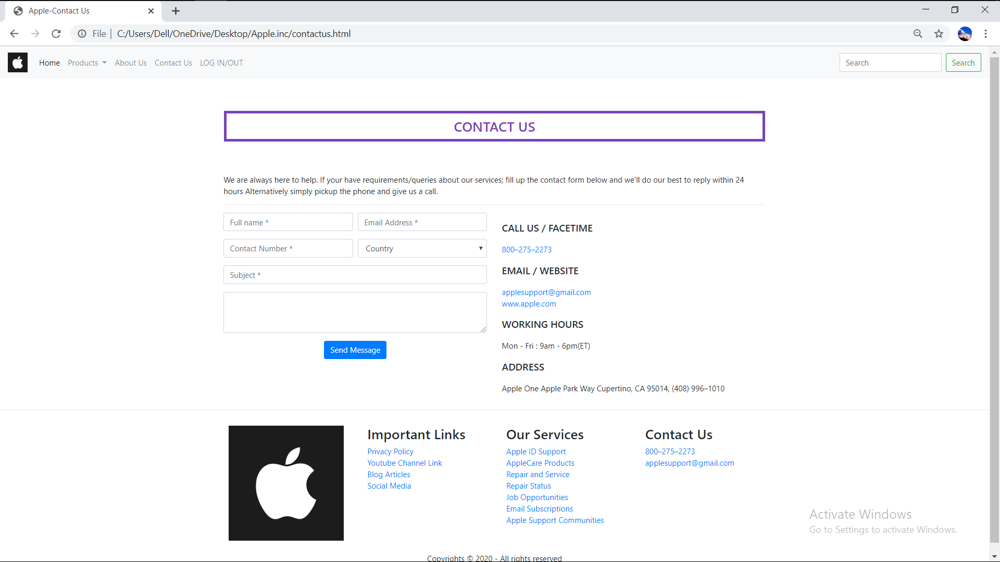 Apple-Contact Us
File | C:/Users/Dell/OneDrive/Desktop/Apple.inc/contactus.html
Home Products About Us Contact Us LOG IN/OUT Search Search
CONTACT US
We are always here to help. If your have requirements/queries about our services; fill up the contact form below and we'll do our best to reply within 24
hours Alternatively simply pickup the phone and give us a call.
Full name * Email Address *
Contact Number * Country
Subject *
Send Message
CALL US / FACETIME
800–275–2273
EMAIL / WEBSITE
applesupport@gmail.com
www.apple.com
WORKING HOURS
Mon - Fri : 9am - 6pm(ET)
ADDRESS
Apple One Apple Park Way Cupertino, CA 95014, (408) 996–1010
Important Links
Privacy Policy
Youtube Channel Link
Blog Articles
Social Media
Our Services
Apple ID Support
AppleCare Products
Repair and Service
Repair Status
Job Opportunities
Email Subscriptions
Apple Support Communities
Contact Us
800–275–2273
applesupport@gmail.com
Activate Windows
Go to Settings to activate Windows.
Copyrights © 2020 - All rights reserved